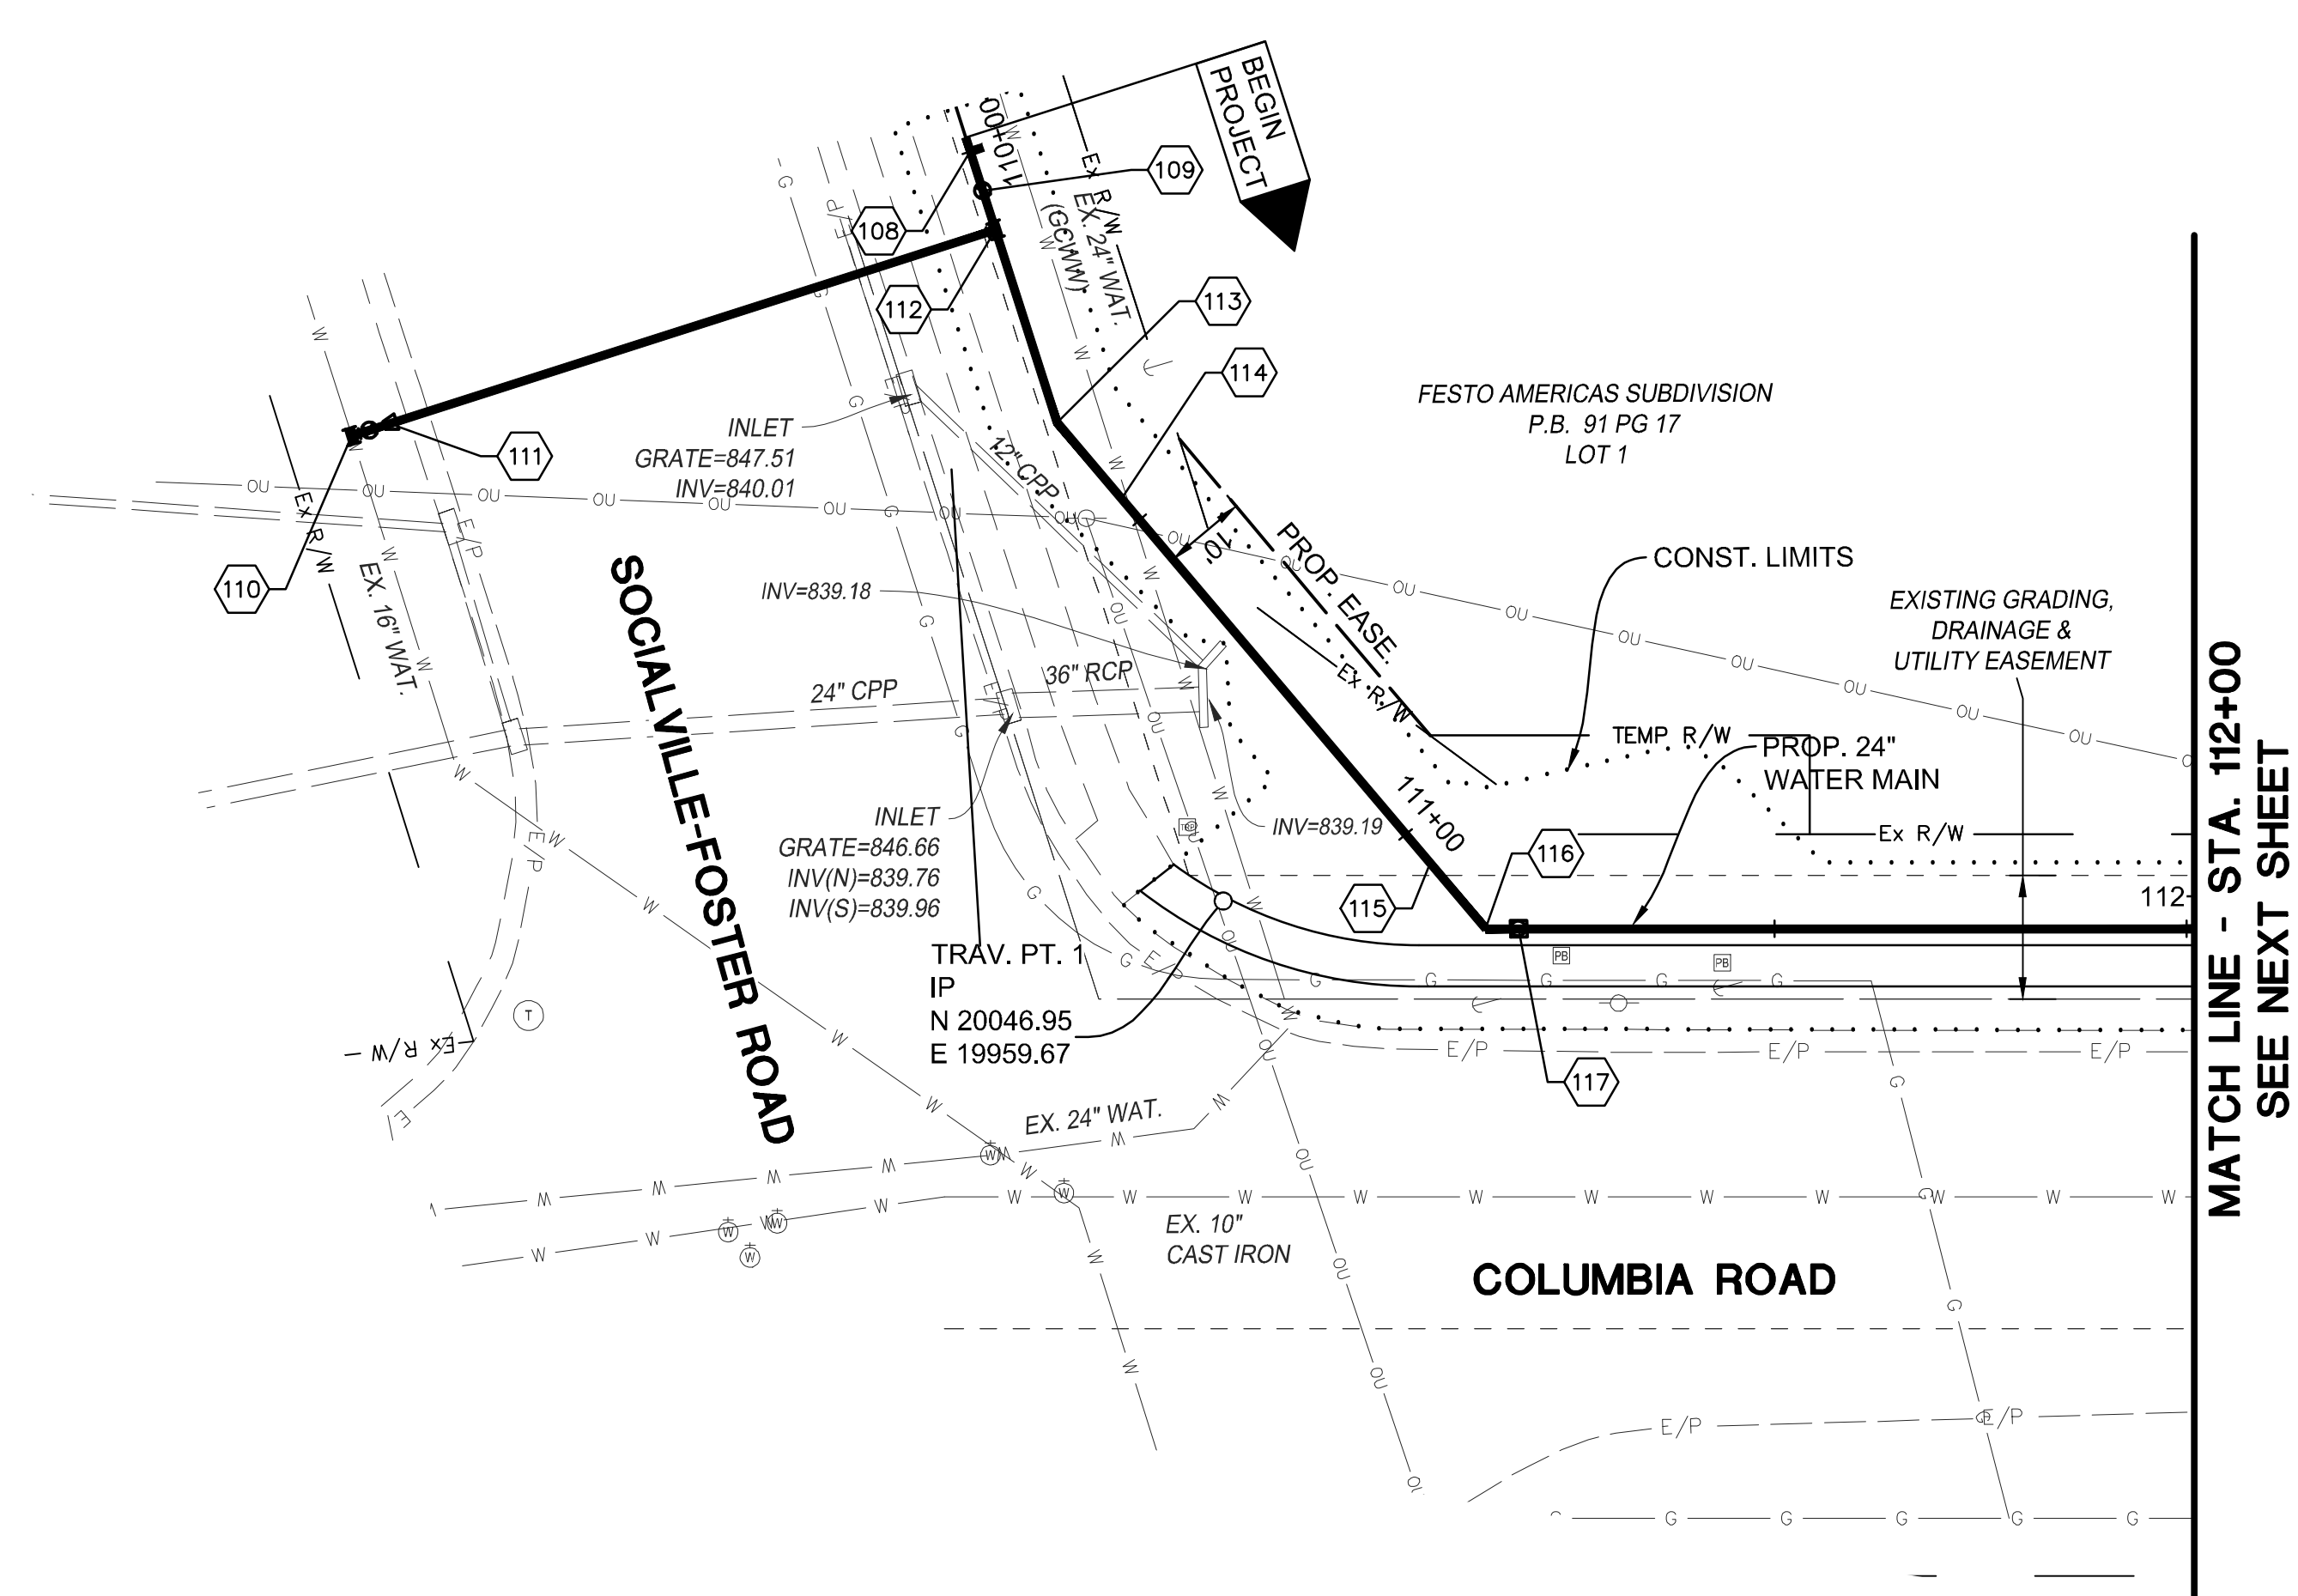 BEGIN
PROJECT
110+00
109
108
112
113
114
111
110
Ex R/W
EX. 24" WAT.
(GCWW)
FESTO AMERICAS SUBDIVISION
P.B. 91 PG 17
LOT 1
INLET
GRATE=847.51
INV=840.01
12" CPP
10'
PROP. EASE.
CONST. LIMITS
EXISTING GRADING,
DRAINAGE &
UTILITY EASEMENT
Ex R/W
EX. 16" WAT.
INV=839.18
24" CPP
36" RCP
Ex R/W
TEMP R/W
PROP. 24"
WATER MAIN
SOCIALVILLE-FOSTER ROAD
INLET
GRATE=846.66
INV(N)=839.76
INV(S)=839.96
INV=839.19
111+00
116
115
117
Ex R/W
112
TRAV. PT. 1
IP
N 20046.95
E 19959.67
PB
PB
T
Ex R/W
E/P
E/P
E/P
EX. 24" WAT.
EX. 10"
CAST IRON
COLUMBIA ROAD
E/P
E/P
MATCH LINE - STA. 112+00
SEE NEXT SHEET